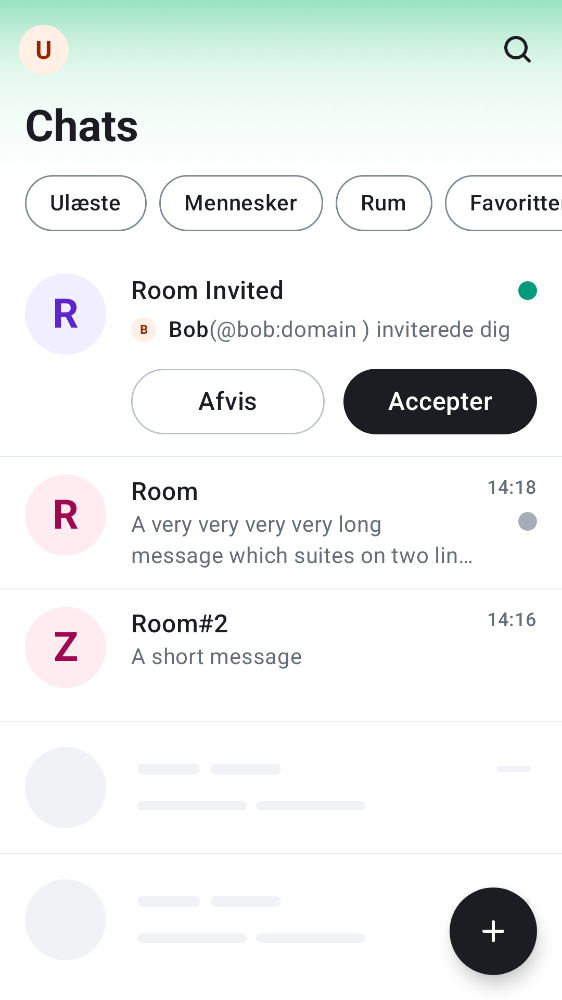 U
Chats
Ulæste Mennesker Rum Favoritter
R
Room Invited
B Bob(@bob:domain ) inviterede dig
Afvis Accepter
R
Room 14:18
A very very very very long
message which suites on two lin…
Z
Room#2 14:16
A short message